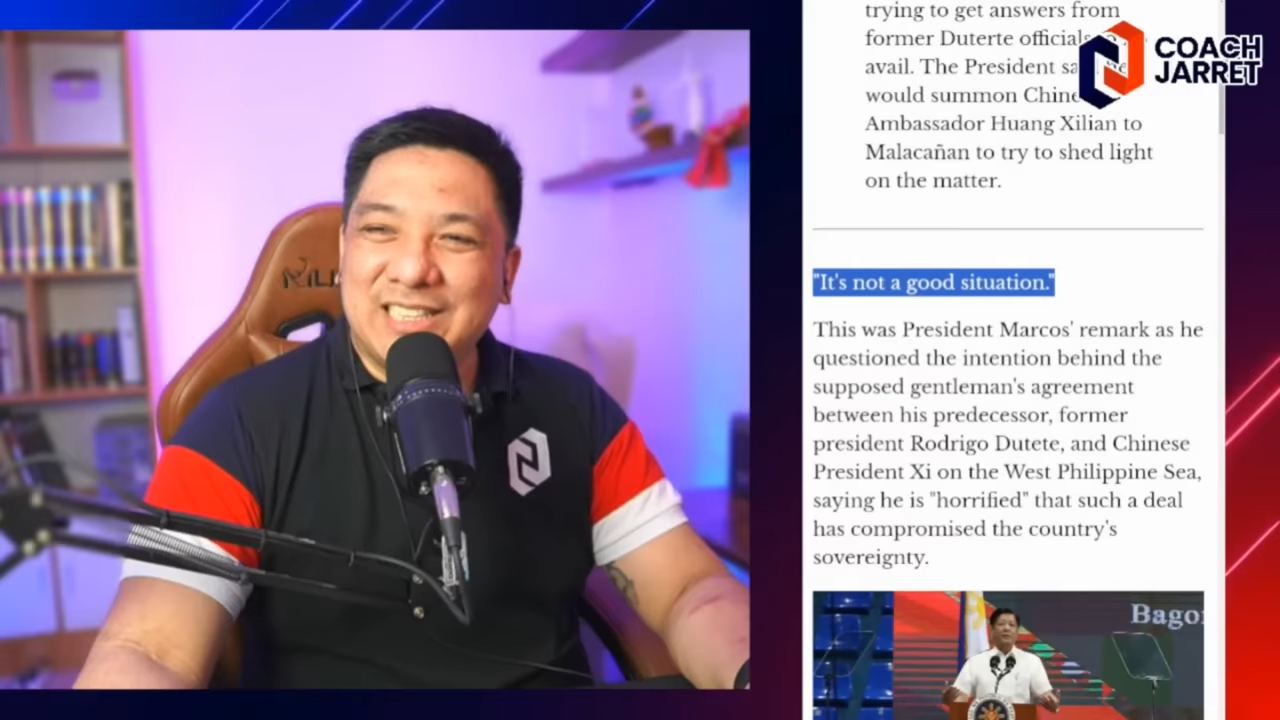 trying to get answers from
former Duterte officials
avail. The President
would summon
Ambassador Huang Xilian to
Malacañan to try to shed light
on the matter.
COACH
JARRET
"It's not a good situation."
This was President Marcos' remark as he
questioned the intention behind the
supposed gentleman's agreement
between his predecessor, former
president Rodrigo Dutete, and Chinese
President Xi on the West Philippine Sea,
saying he is "horrified" that such a deal
has compromised the country's
sovereignty.